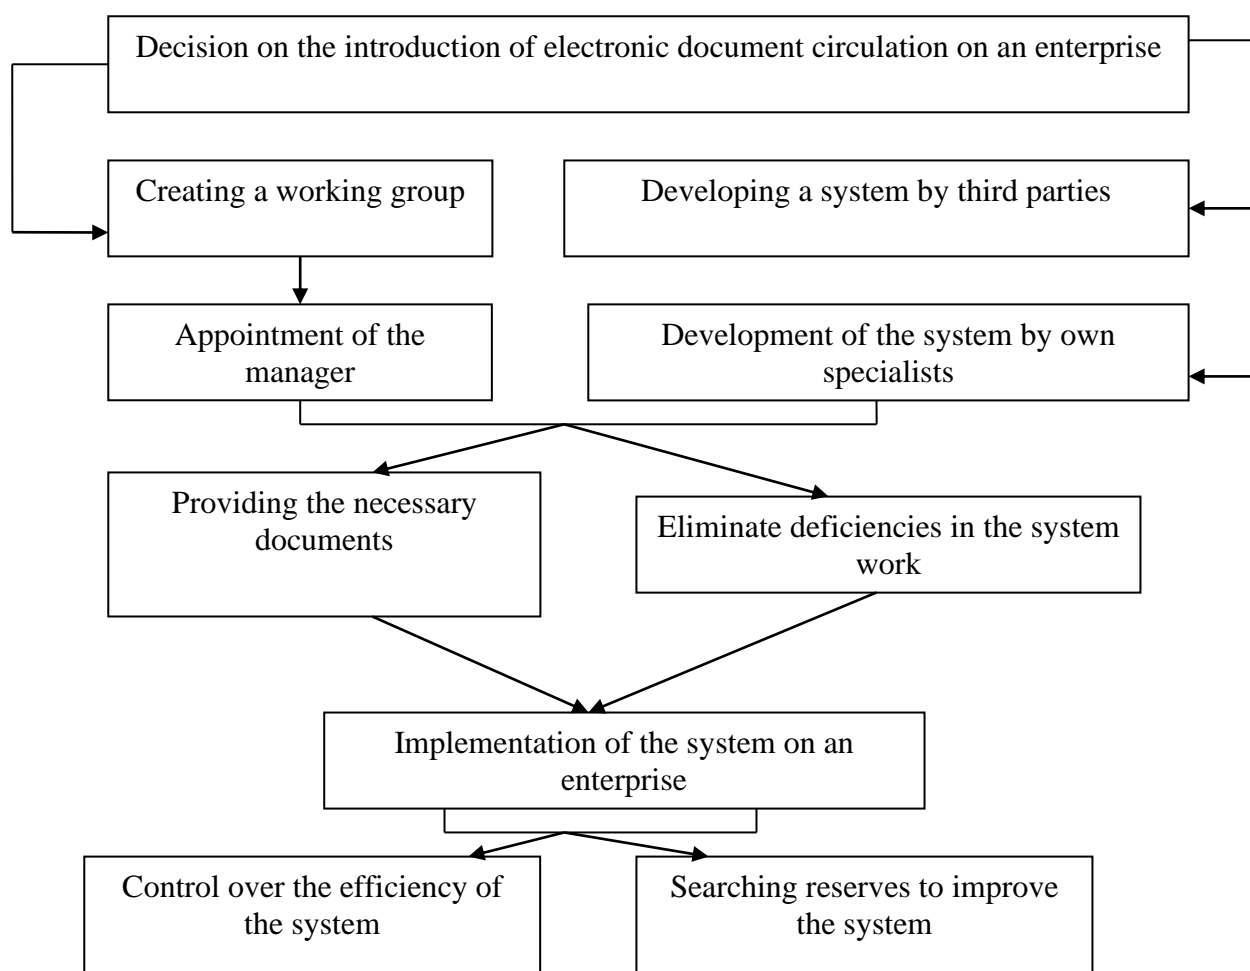 Decision on the introduction of electronic document circulation on an enterprise
Creating a working group
Developing a system by third parties
Appointment of the
manager
Development of the system by own
specialists
Providing the necessary
documents
Eliminate deficiencies in the system
work
Implementation of the system on an
enterprise
Control over the efficiency of
the system
Searching reserves to improve
the system